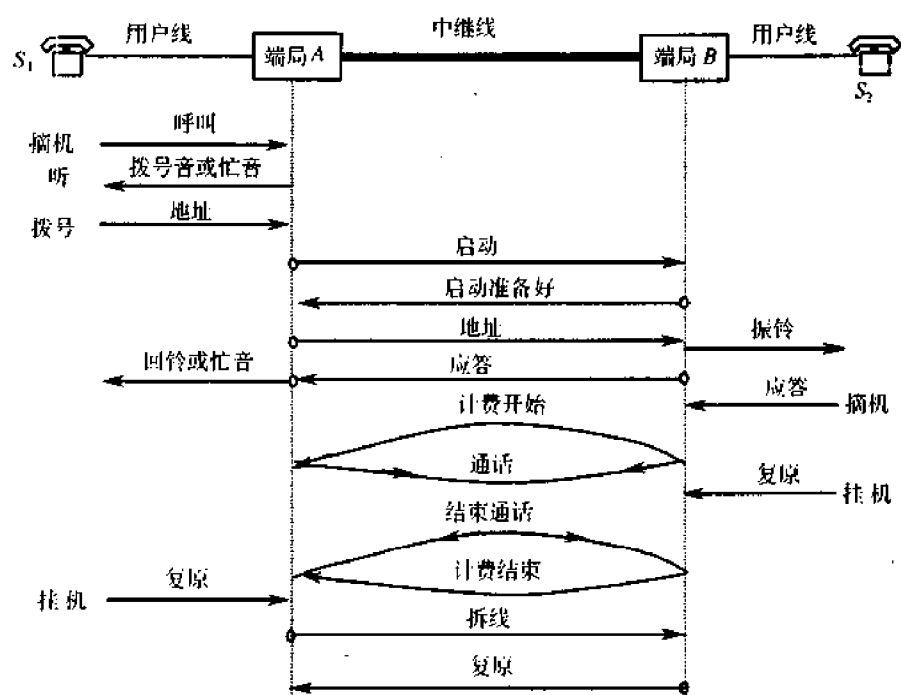 用户线 中继线 用户线
S₁ 端局A 端局B S₂
呼叫
摘机
听 拨号音或忙音
拨号 地址
启动
启动准备好
地址 振铃
回铃或忙音 应答
应答 摘机
计费开始
通话
复原 挂机
结束通话
计费结束
挂机 复原
拆线
复原